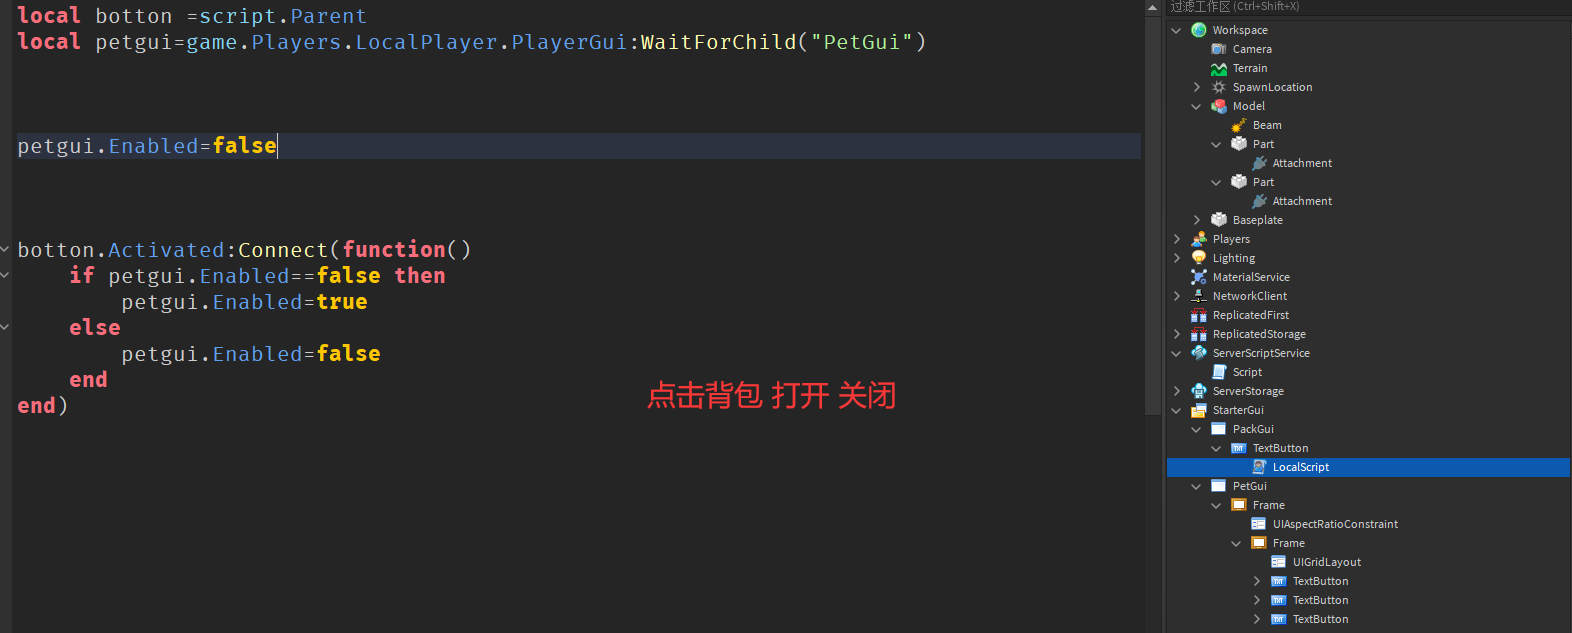 local botton =script.Parent
local petgui=game.Players.LocalPlayer.PlayerGui:WaitForChild("PetGui")
petgui.Enabled=false
botton.Activated:Connect(function()
if petgui.Enabled==false then
petgui.Enabled=true
else
petgui.Enabled=false
end
end)
点击背包 打开 关闭
过滤工作区 (Ctrl+Shift+X)
Workspace
Camera
Terrain
SpawnLocation
Model
Beam
Part
Attachment
Part
Attachment
Baseplate
Players
Lighting
MaterialService
NetworkClient
ReplicatedFirst
ReplicatedStorage
ServerScriptService
Script
ServerStorage
StarterGui
PackGui
TextButton
LocalScript
PetGui
Frame
UIAspectRatioConstraint
Frame
UIGridLayout
TextButton
TextButton
TextButton